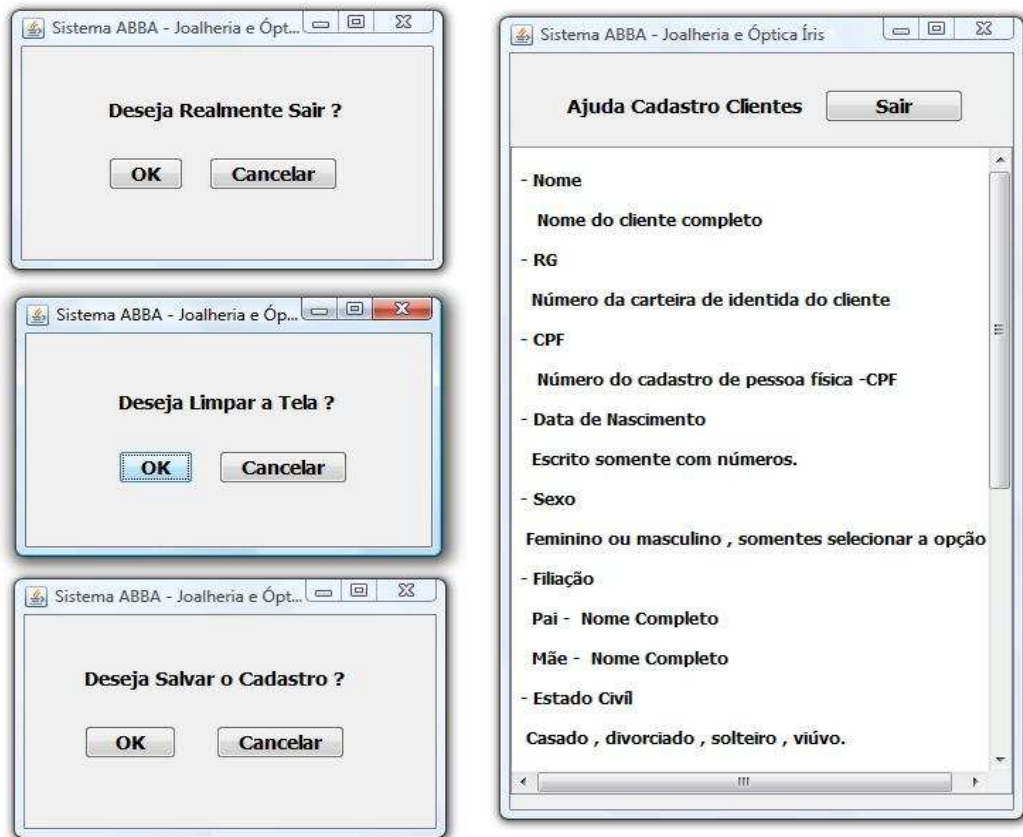 Sistema ABBA - Joalheria e Ópt...
Deseja Realmente Sair ?
OK
Cancelar
Sistema ABBA - Joalheria e Óp...
Deseja Limpar a Tela ?
OK
Cancelar
Sistema ABBA - Joalheria e Ópt...
Deseja Salvar o Cadastro ?
OK
Cancelar
Sistema ABBA - Joalheria e Óptica Íris
Ajuda Cadastro Clientes
Sair
- Nome
Nome do cliente completo
- RG
Número da carteira de identida do cliente
- CPF
Número do cadastro de pessoa física -CPF
- Data de Nascimento
Escrito somente com números.
- Sexo
Feminino ou masculino , somentes selecionar a opção
- Filiação
Pai - Nome Completo
Mãe - Nome Completo
- Estado Civíl
Casado , divorciado , solteiro , viúvo.